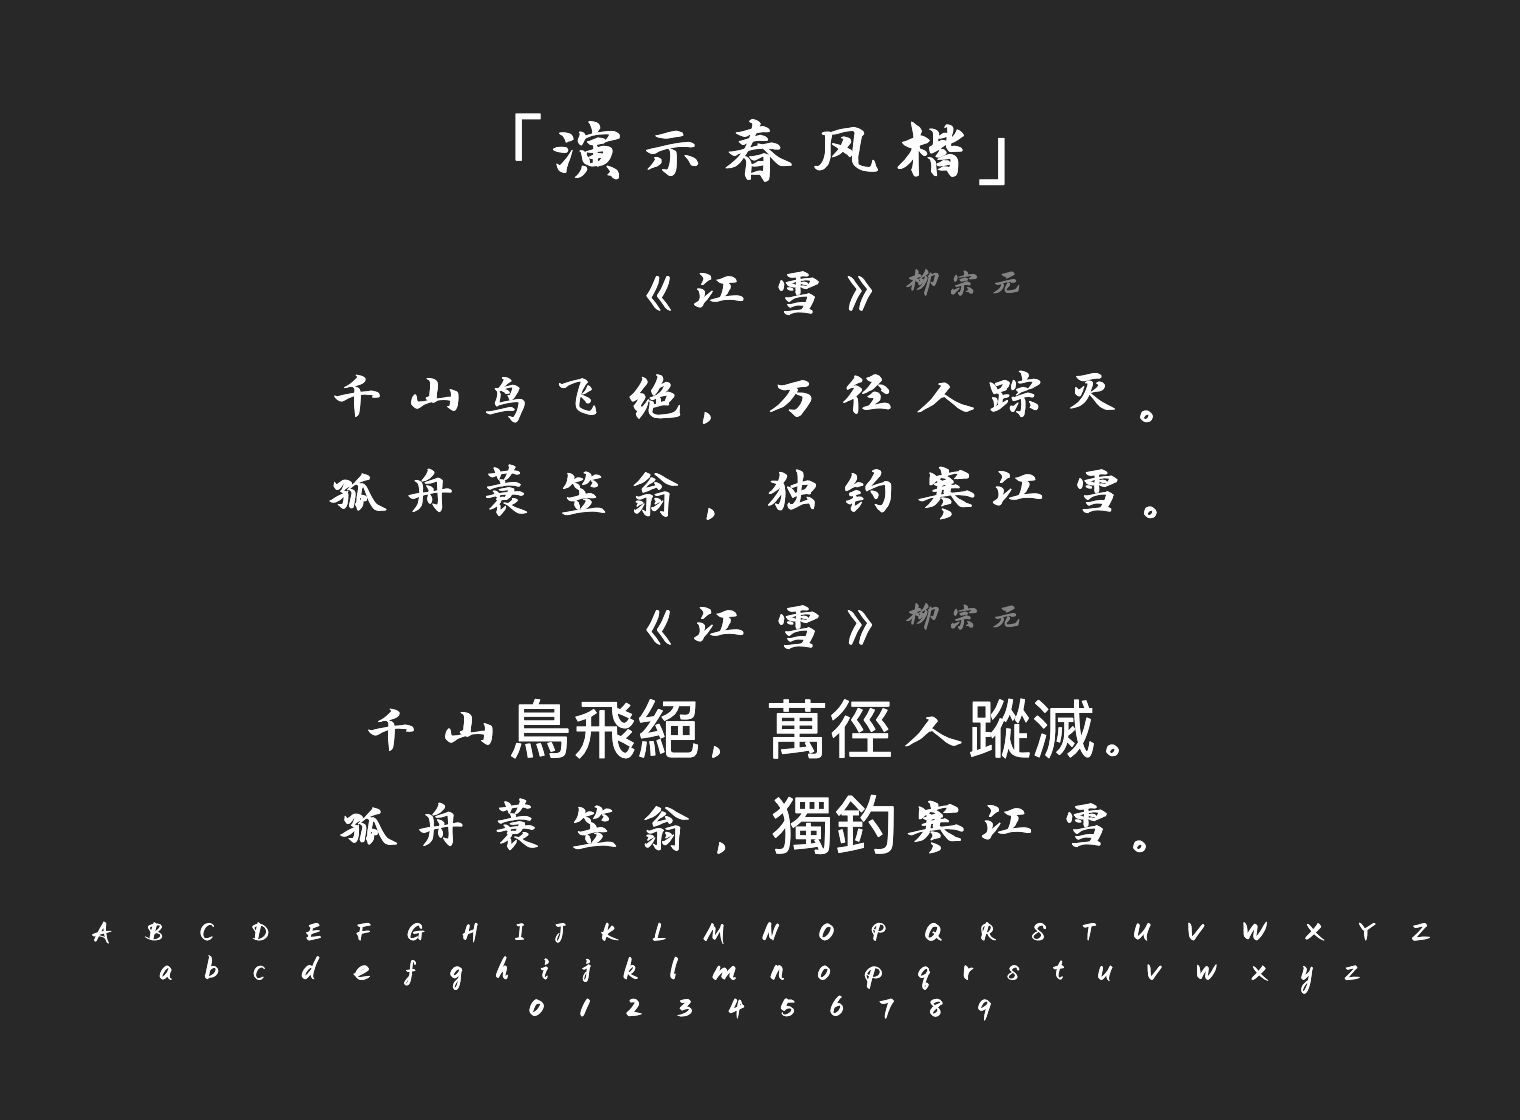 「演示春风楷」
《江雪》柳宗元
千山鸟飞绝，万径人踪灭。
孤舟蓑笠翁，独钓寒江雪。
《江雪》柳宗元
千山鳥飛絕，萬徑人蹤滅。
孤舟蓑笠翁，獨釣寒江雪。
A B C D E F G H I J K L M N O P Q R S T U V W X Y Z
a b c d e f g h i j k l m n o p q r s t u v w x y z
0 1 2 3 4 5 6 7 8 9